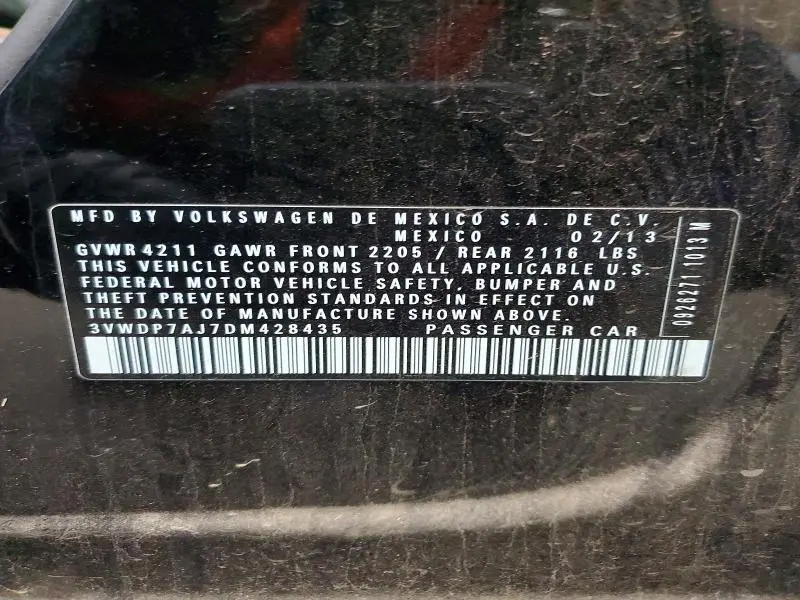 MFD BY VOLKSWAGEN DE MEXICO S.A. DE C.V.
MEXICO 02/13
GVWR 4211 GAWR FRONT 2205 / REAR 2116 LBS
THIS VEHICLE CONFORMS TO ALL APPLICABLE U.S.
FEDERAL MOTOR VEHICLE SAFETY, BUMPER AND
THEFT PREVENTION STANDARDS IN EFFECT ON
THE DATE OF MANUFACTURE SHOWN ABOVE.
3VWDP7AJ7DM428435 PASSENGER CAR
0926271 1013 M